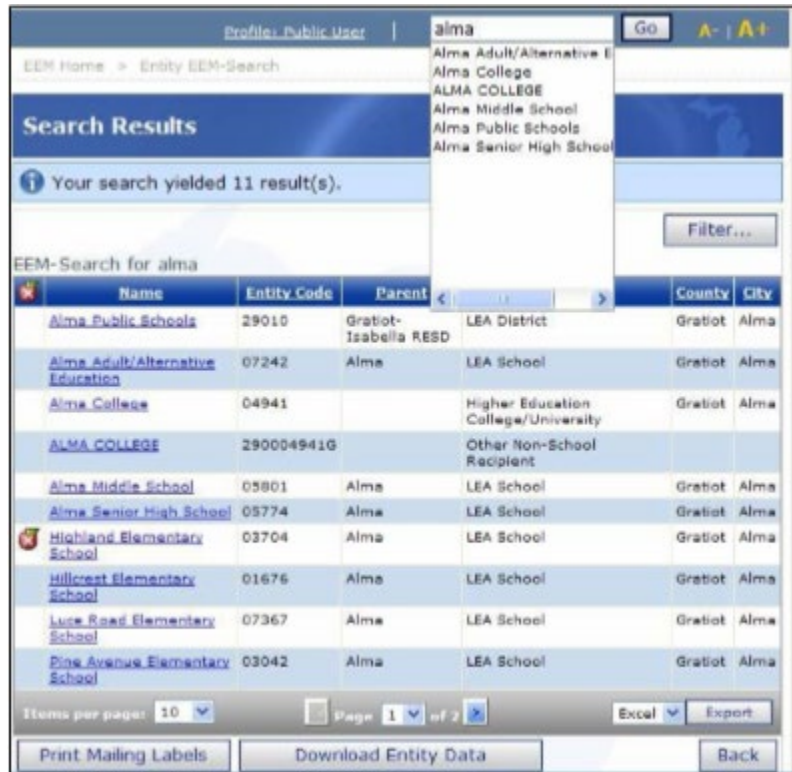 Profile: Public User | alma Go A- | A+
Alma Adult/Alternative E
Alma College
ALMA COLLEGE
Alma Middle School
Alma Public Schools
Alma Senior High School
EEM Home > Entity EEM-Search
Search Results
Your search yielded 11 result(s).
Filter...
EEM-Search for alma
Name Entity Code Parent County City
Alma Public Schools 29010 Gratiot- LEA District Gratiot Alma
Isabella RESD
Alma Adult/Alternative 07242 Alma LEA School Gratiot Alma
Education
Alma College 04941 Higher Education Gratiot Alma
College/University
ALMA COLLEGE 290004941G Other Non-School
Recipient
Alma Middle School 05801 Alma LEA School Gratiot Alma
Alma Senior High School 05774 Alma LEA School Gratiot Alma
Highland Elementary 03704 Alma LEA School Gratiot Alma
School
Hillcrest Elementary 01676 Alma LEA School Gratiot Alma
School
Luce Road Elementary 07367 Alma LEA School Gratiot Alma
School
Pine Avenue Elementary 03042 Alma LEA School Gratiot Alma
School
Items per page: 10 Page 1 of 2 Excel Export
Print Mailing Labels Download Entity Data Back